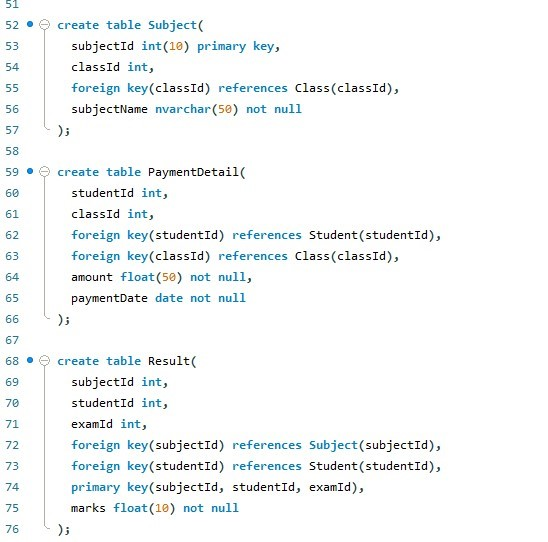 51
52 create table Subject(
53 subjectId int(10) primary key,
54 classId int,
55 foreign key(classId) references Class(classId),
56 subjectName nvarchar(50) not null
57 );
58
59 create table PaymentDetail(
60 studentId int,
61 classId int,
62 foreign key(studentId) references Student(studentId),
63 foreign key(classId) references Class(classId),
64 amount float(50) not null,
65 paymentDate date not null
66 );
67
68 create table Result(
69 subjectId int,
70 studentId int,
71 examId int,
72 foreign key(subjectId) references Subject(subjectId),
73 foreign key(studentId) references Student(studentId),
74 primary key(subjectId, studentId, examId),
75 marks float(10) not null
76 );